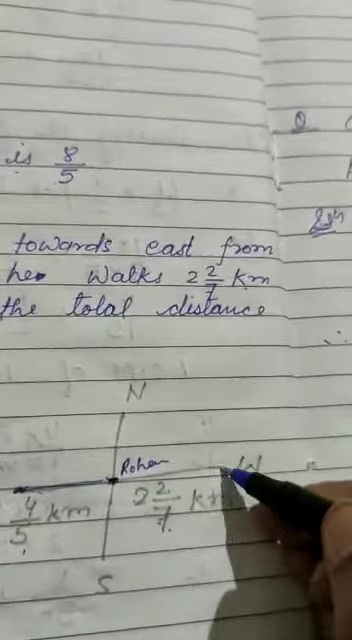 Q
is 8/5
Soln
towards east from
he walks 2 2/7 km
the total distance
∴
N
Rohan W
4/5 km 2 2/7 km
S